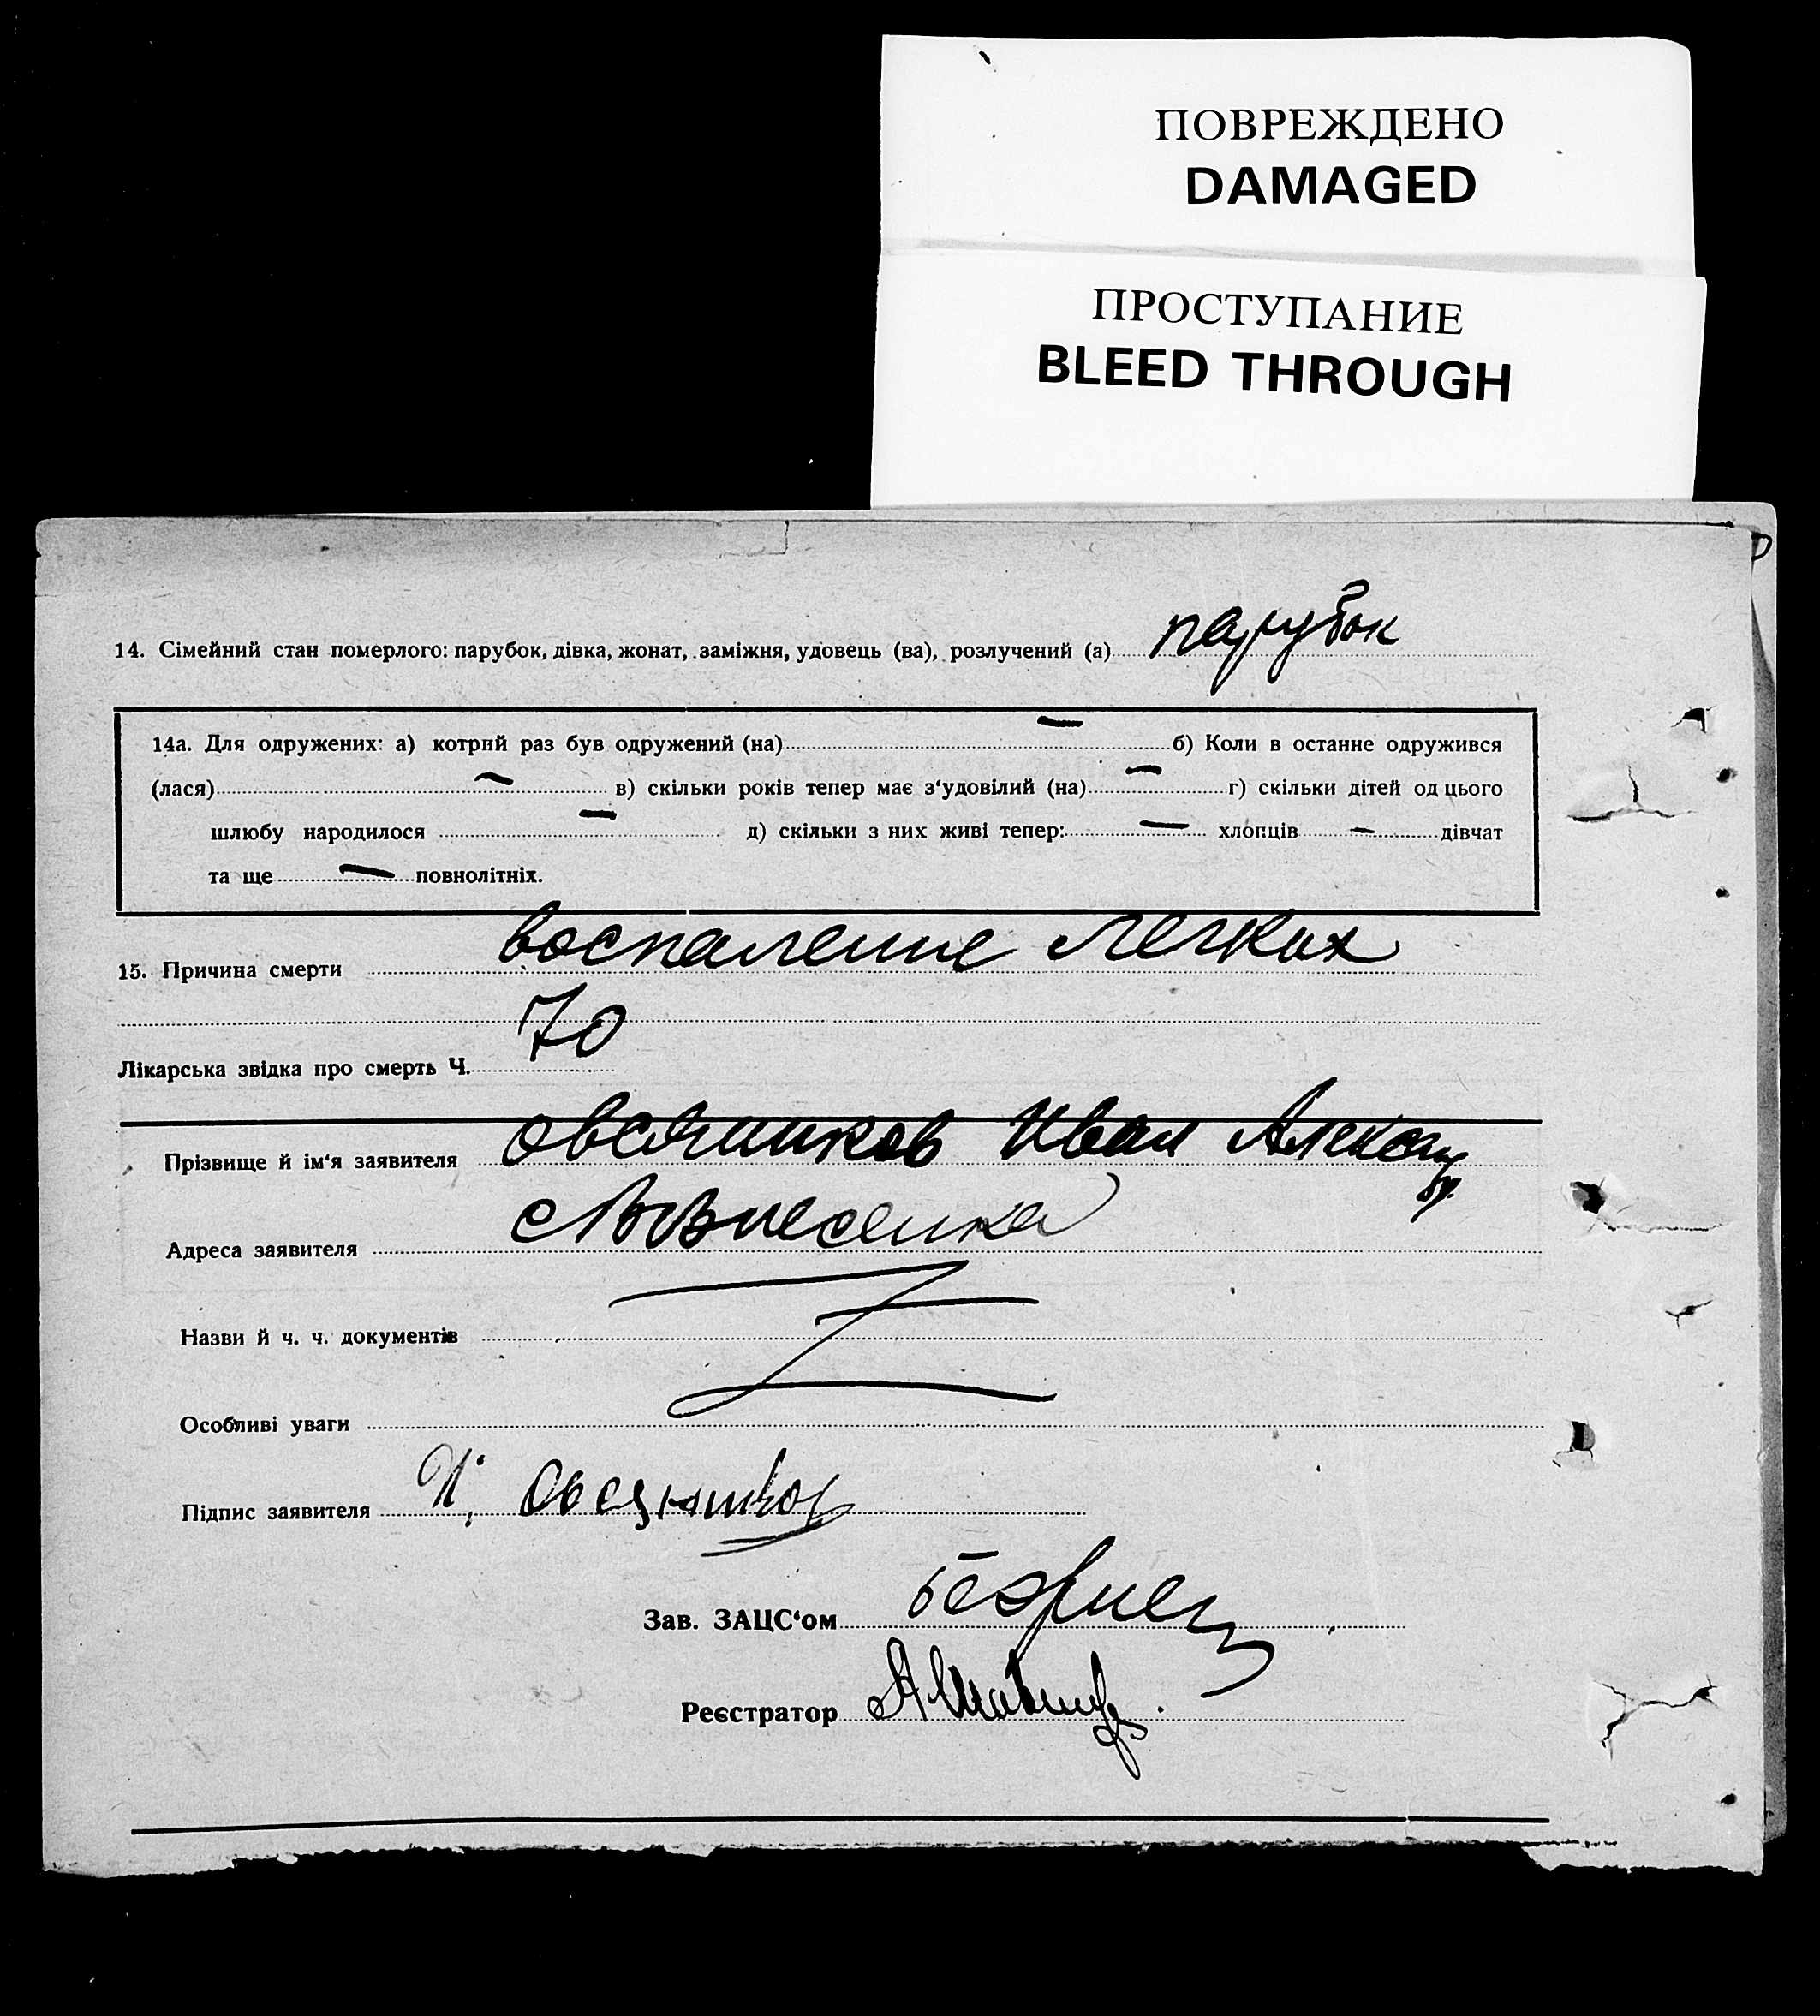 ПОВРЕЖДЕНО
DAMAGED
ПРОСТУПАНИЕ
BLEED THROUGH
14. Сімейний стан померлого: парубок, дівка, жонат, заміжня, удовець (ва), розлучений (а) парубок
14а. Для одружених: а) котрий раз був одружений (на) — б) Коли в останне одружився
(лася) — в) скільки років тепер має з‘удовілий (на) — г) скільки дітей од цього
шлюбу народилося — д) скільки з них живі тепер: — хлопців — дівчат
та ще — повнолітніх.
15. Причина смерти воспаление легких
Лікарська звідка про смерть Ч. 70
Прізвище й ім‘я заявителя Овсянников Иван Александр.
Адреса заявителя с Вознесенка
Назви й ч. ч. документів
Особливі уваги
Підпис заявителя И. Овсянников
Зав. ЗАЦС‘ом
Реєстратор